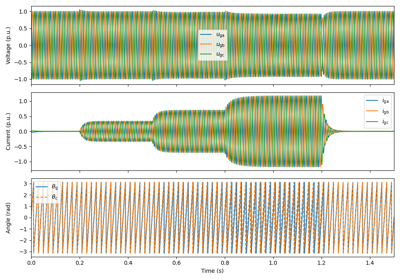 Voltage (p.u.)
1.0
0.5
0.0
−0.5
−1.0
u_ga
u_gb
u_gc
Current (p.u.)
1.0
0.5
0.0
−0.5
−1.0
i_ga
i_gb
i_gc
Angle (rad)
3
2
1
0
−1
−2
−3
θ_g
θ_c
0.0 0.2 0.4 0.6 0.8 1.0 1.2 1.4
Time (s)